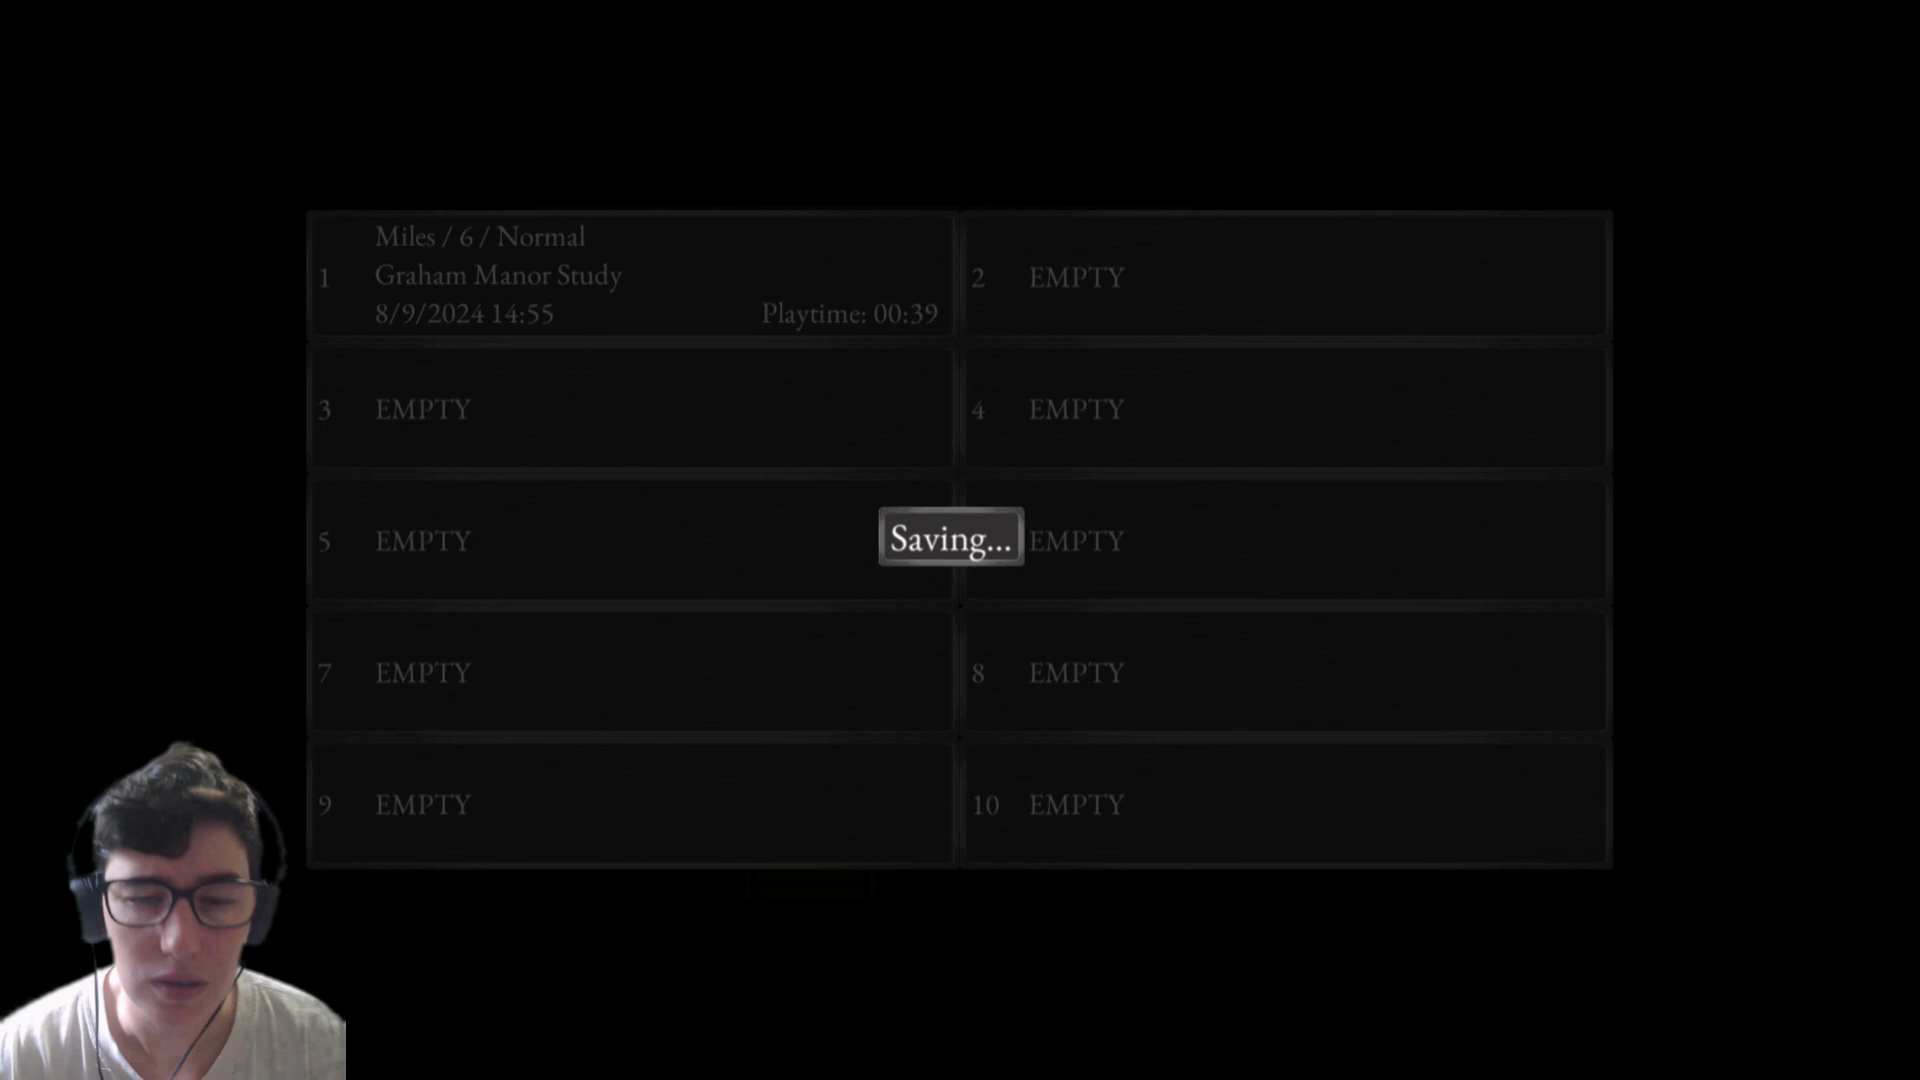 Miles / 6 / Normal
1
Graham Manor Study
8/9/2024 14:55
Playtime: 00:39
2
EMPTY
3
EMPTY
4
EMPTY
5
EMPTY
Saving...
EMPTY
7
EMPTY
8
EMPTY
9
EMPTY
10
EMPTY